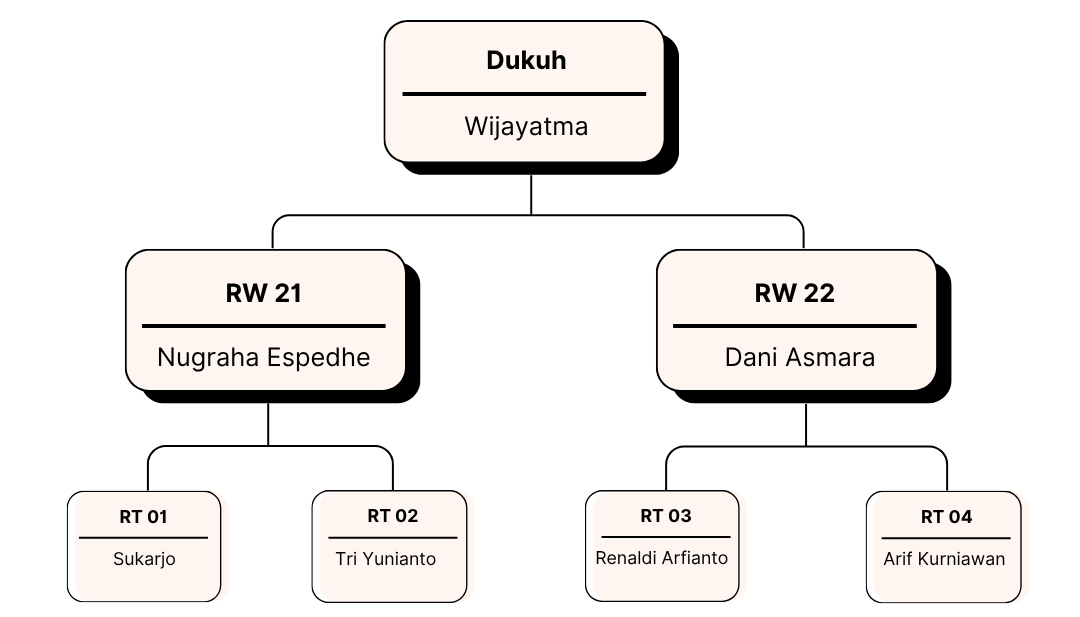 Dukuh
Wijayatma
RW 21
Nugraha Espedhe
RW 22
Dani Asmara
RT 01
Sukarjo
RT 02
Tri Yunianto
RT 03
Renaldi Arfianto
RT 04
Arif Kurniawan